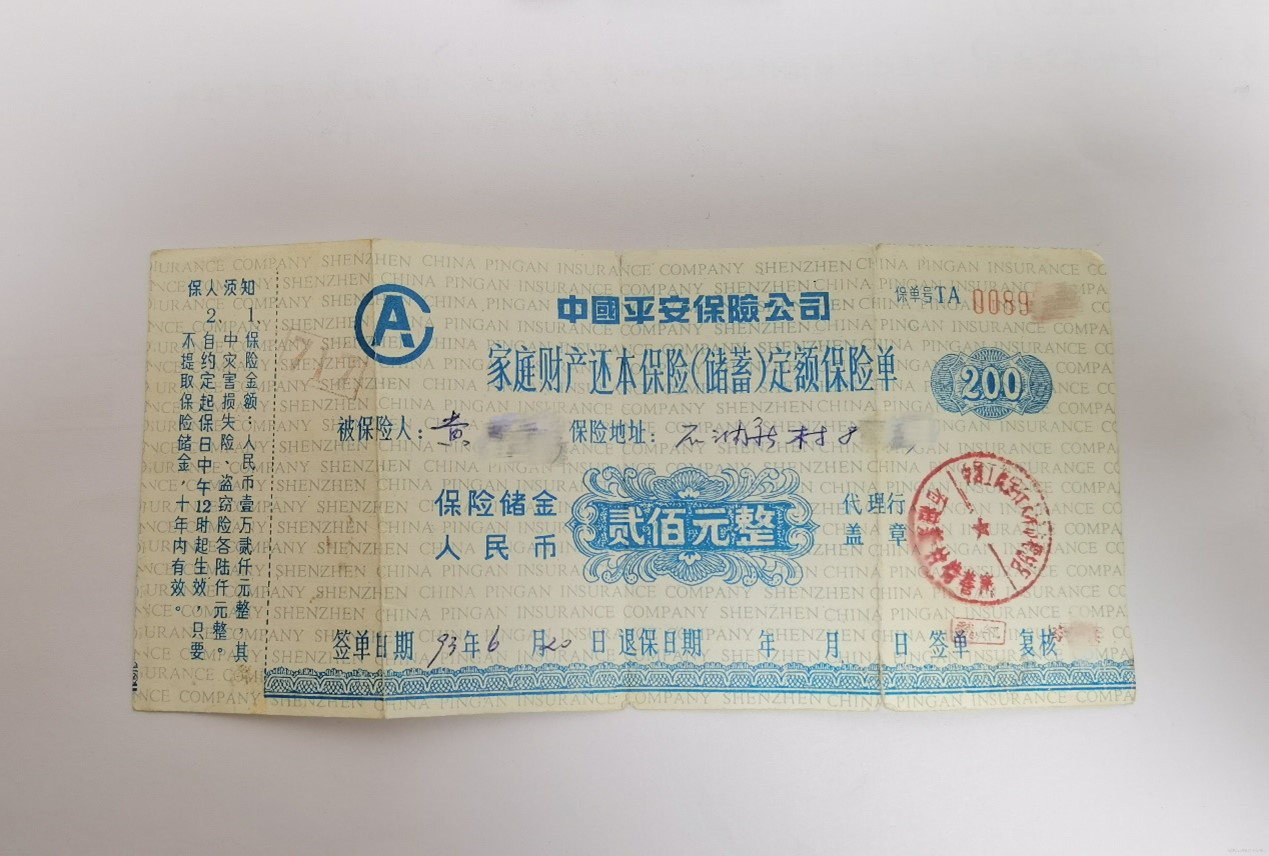 保人须知
1.保险金额：人民币壹万贰仟元整，其
中灾害损失险、盗窃险各陆仟元整。
2.自约定起保日中午12时起生效，只要
不提取保险储金，十年内有效。
中國平安保險公司
保单号TA 0089
家庭财产还本保险(储蓄)定额保险单
200
被保险人：黄 保险地址：
保险储金
人民币
贰佰元整
代理行
盖章
签单日期 93年6月20日 退保日期 年 月 日 签单 复核
CHINA PINGAN INSURANCE COMPANY SHENZHEN